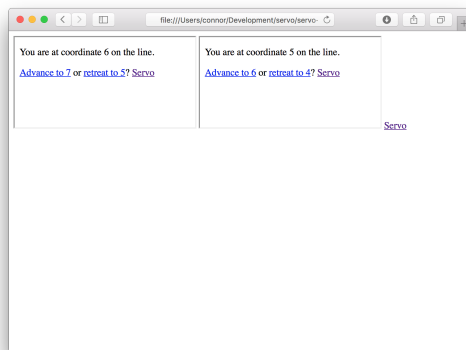 file:///Users/connor/Development/servo/servo-
You are at coordinate 6 on the line.
Advance to 7 or retreat to 5? Servo
You are at coordinate 5 on the line.
Advance to 6 or retreat to 4? Servo
Servo